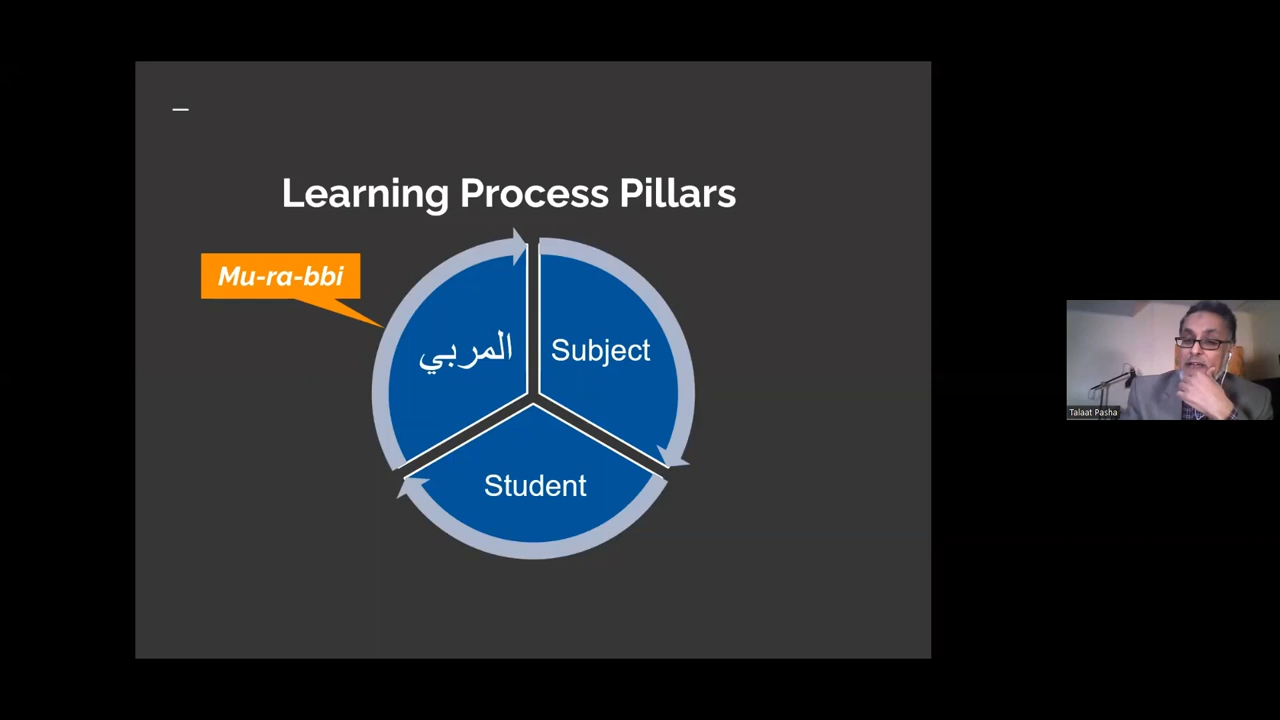 Learning Process Pillars
Mu-ra-bbi
المربي
Subject
Student
Talaat Pasha